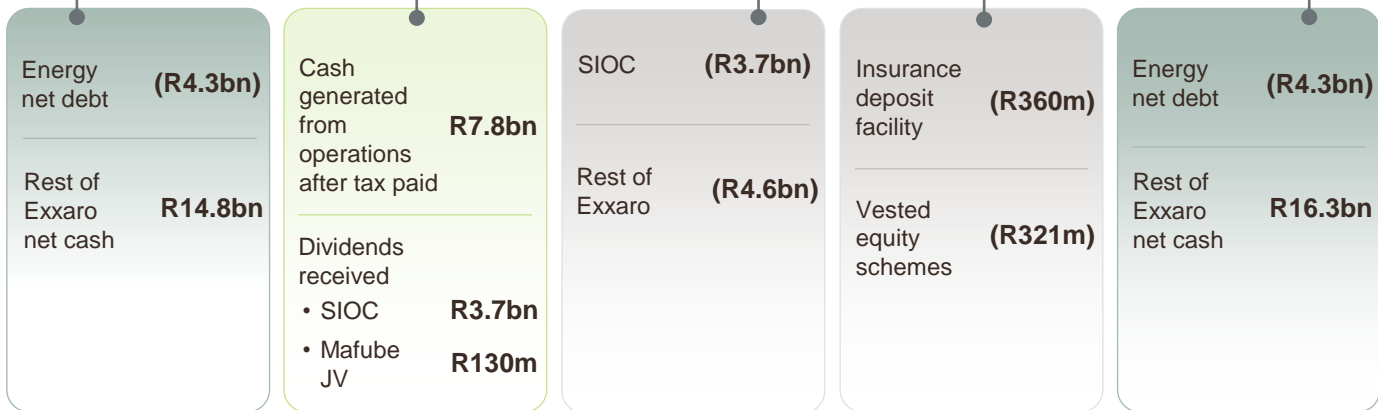 Energy
net debt
(R4.3bn)
Rest of
Exxaro
net cash
R14.8bn
Cash
generated
from
operations
after tax paid
R7.8bn
Dividends
received
• SIOC
R3.7bn
• Mafube
JV
R130m
SIOC
(R3.7bn)
Rest of
Exxaro
(R4.6bn)
Insurance
deposit
facility
(R360m)
Vested
equity
schemes
(R321m)
Energy
net debt
(R4.3bn)
Rest of
Exxaro
net cash
R16.3bn